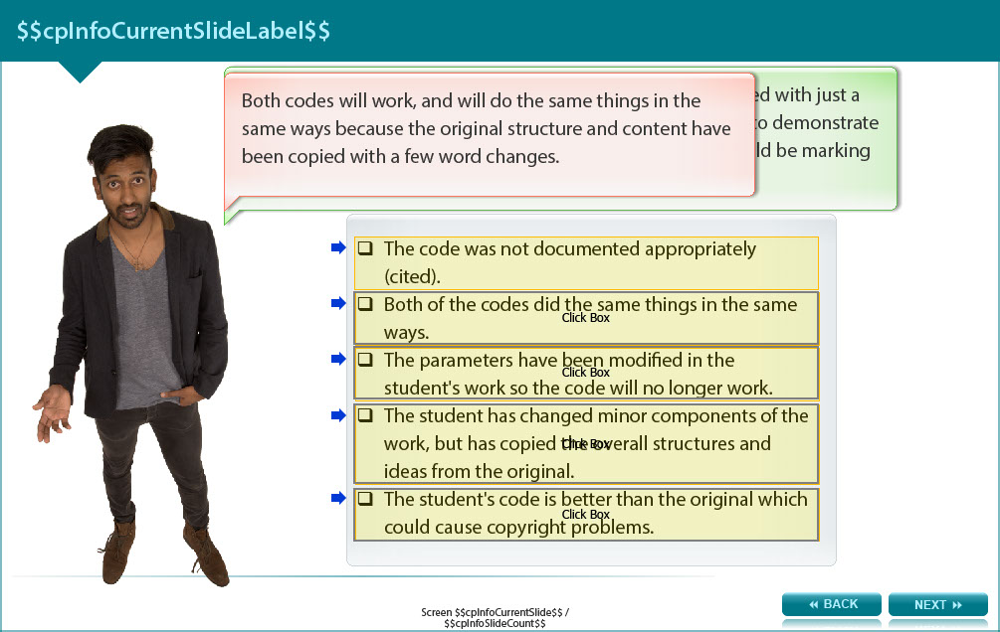 $$cpInfoCurrentSlideLabel$$
Both codes will work, and will do the same things in the
same ways because the original structure and content have
been copied with a few word changes.
with just a
to demonstrate
be marking
The code was not documented appropriately
(cited).
Both of the codes did the same things in the same
ways.
Click Box
The parameters have been modified in the
student's work so the code will no longer work.
Click Box
The student has changed minor components of the
work, but has copied the overall structures and
ideas from the original.
Click Box
The student's code is better than the original which
could cause copyright problems.
Click Box
Screen $$cpInfoCurrentSlide$$ /
$$cpInfoSlideCount$$
BACK
NEXT